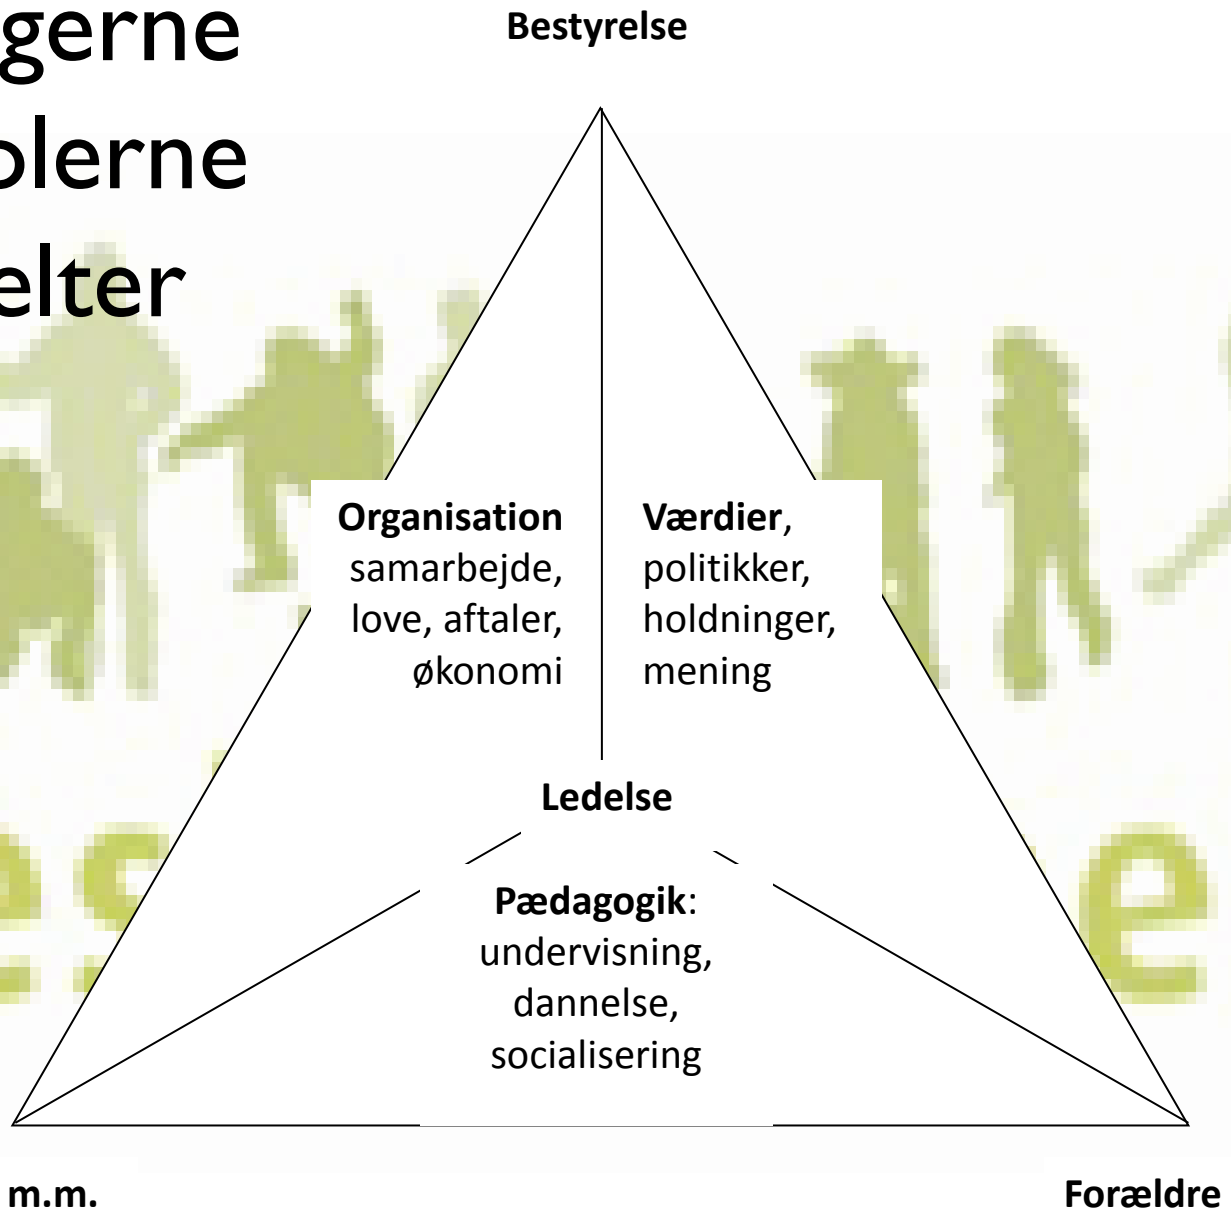 gerne
olerne
elter
Bestyrelse
Organisation
samarbejde,
love, aftaler,
økonomi
Værdier,
politikker,
holdninger,
mening
Ledelse
Pædagogik:
undervisning,
dannelse,
socialisering
m.m.
Forældre